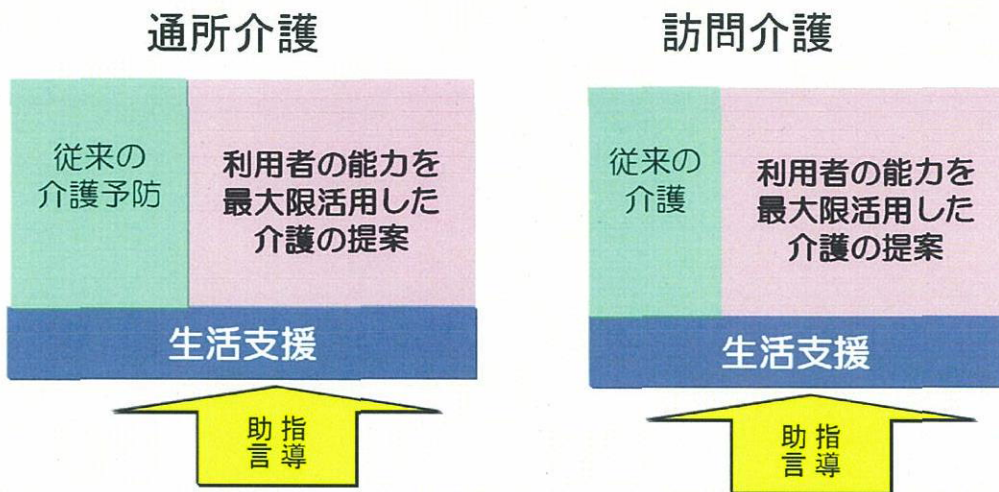 通所介護
従来の
介護予防
利用者の能力を
最大限活用した
介護の提案
生活支援
指導
助言
訪問介護
従来の
介護
利用者の能力を
最大限活用した
介護の提案
生活支援
指導
助言